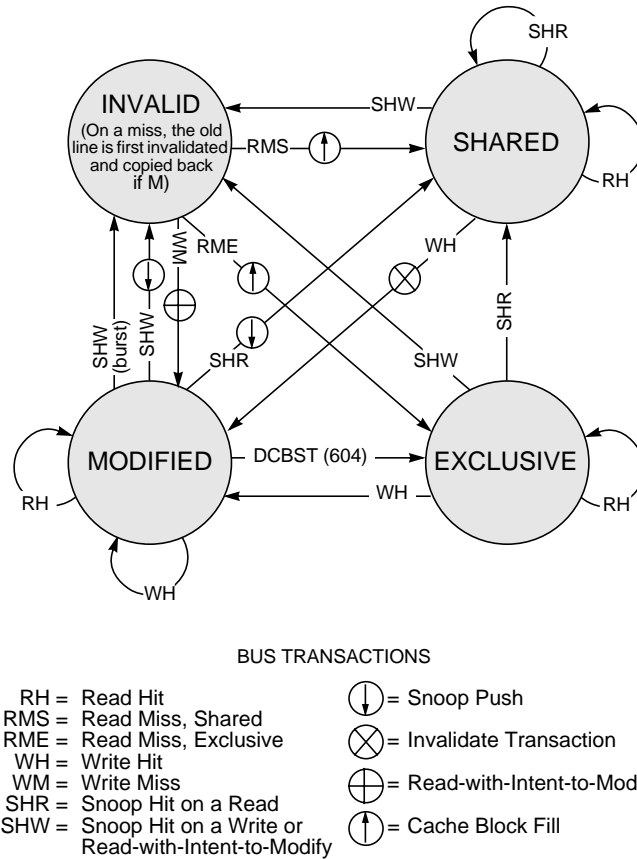 SHR
INVALID
(On a miss, the old
line is first invalidated
and copied back
if M)
SHW
RMS
SHARED
RH
WM
RME
WH
SHW
(burst)
SHW
SHR
SHW
SHR
MODIFIED
DCBST (604)
EXCLUSIVE
WH
RH
RH
WH
BUS TRANSACTIONS
RH = Read Hit
RMS = Read Miss, Shared
RME = Read Miss, Exclusive
WH = Write Hit
WM = Write Miss
SHR = Snoop Hit on a Read
SHW = Snoop Hit on a Write or
Read-with-Intent-to-Modify
= Snoop Push
= Invalidate Transaction
= Read-with-Intent-to-Mod
= Cache Block Fill